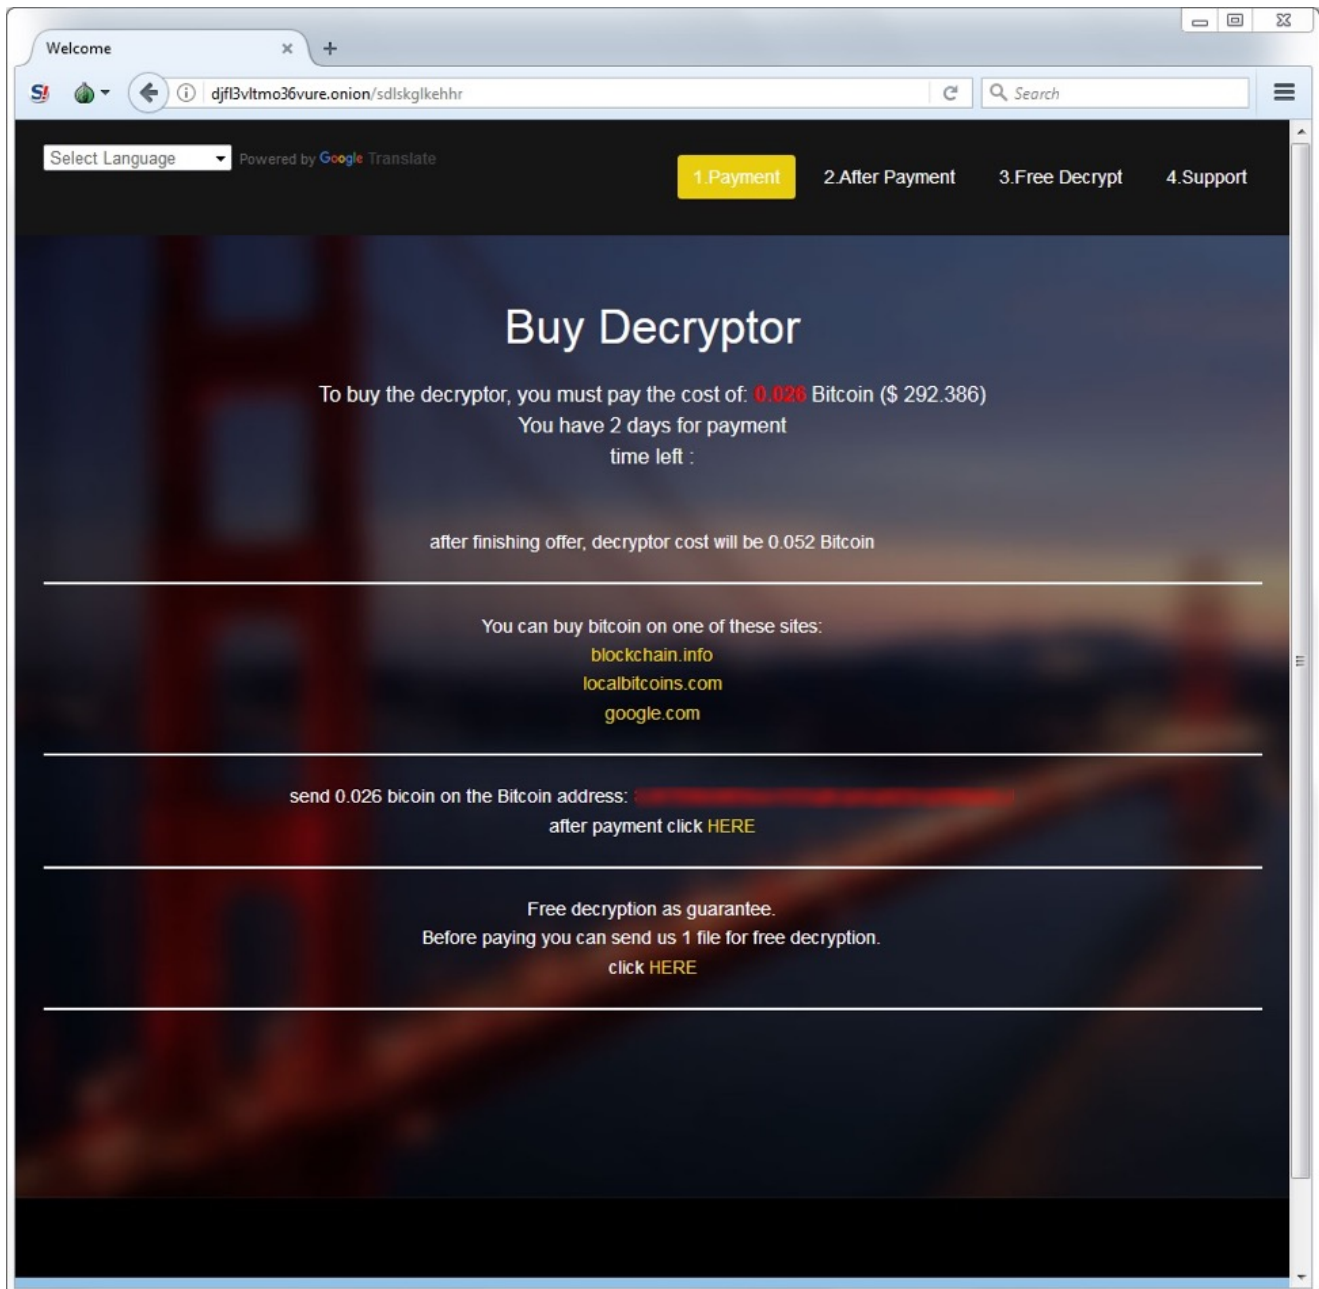 Welcome
djfl3vltmo36vure.onion/sdlskglkehhr
Search
Select Language
Powered by Google Translate
1.Payment
2.After Payment
3.Free Decrypt
4.Support
Buy Decryptor
To buy the decryptor, you must pay the cost of: 0.026 Bitcoin ($ 292.386)
You have 2 days for payment
time left :
after finishing offer, decryptor cost will be 0.052 Bitcoin
You can buy bitcoin on one of these sites:
blockchain.info
localbitcoins.com
google.com
send 0.026 bicoin on the Bitcoin address:
after payment click HERE
Free decryption as guarantee.
Before paying you can send us 1 file for free decryption.
click HERE